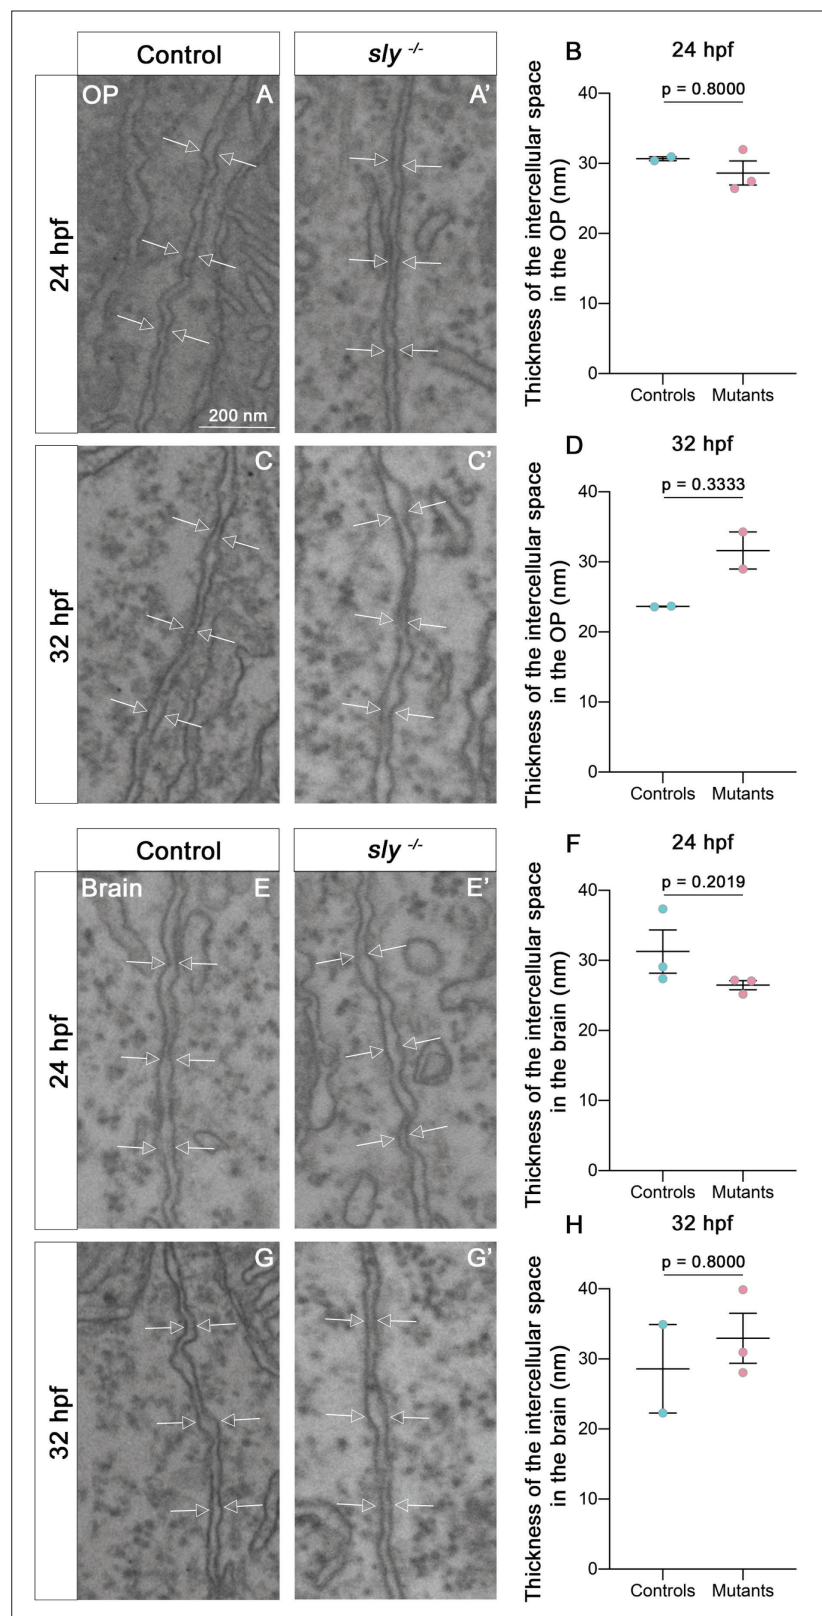 Control
sly -/-
24 hpf
OP
A
A'
200 nm
B
24 hpf
p = 0.8000
Thickness of the intercellular space
in the OP (nm)
40
30
20
10
0
Controls
Mutants
32 hpf
C
C'
D
32 hpf
p = 0.3333
Thickness of the intercellular space
in the OP (nm)
40
30
20
10
0
Controls
Mutants
Control
sly -/-
24 hpf
Brain
E
E'
F
24 hpf
p = 0.2019
Thickness of the intercellular space
in the brain (nm)
40
30
20
10
0
Controls
Mutants
32 hpf
G
G'
H
32 hpf
p = 0.8000
Thickness of the intercellular space
in the brain (nm)
40
30
20
10
0
Controls
Mutants